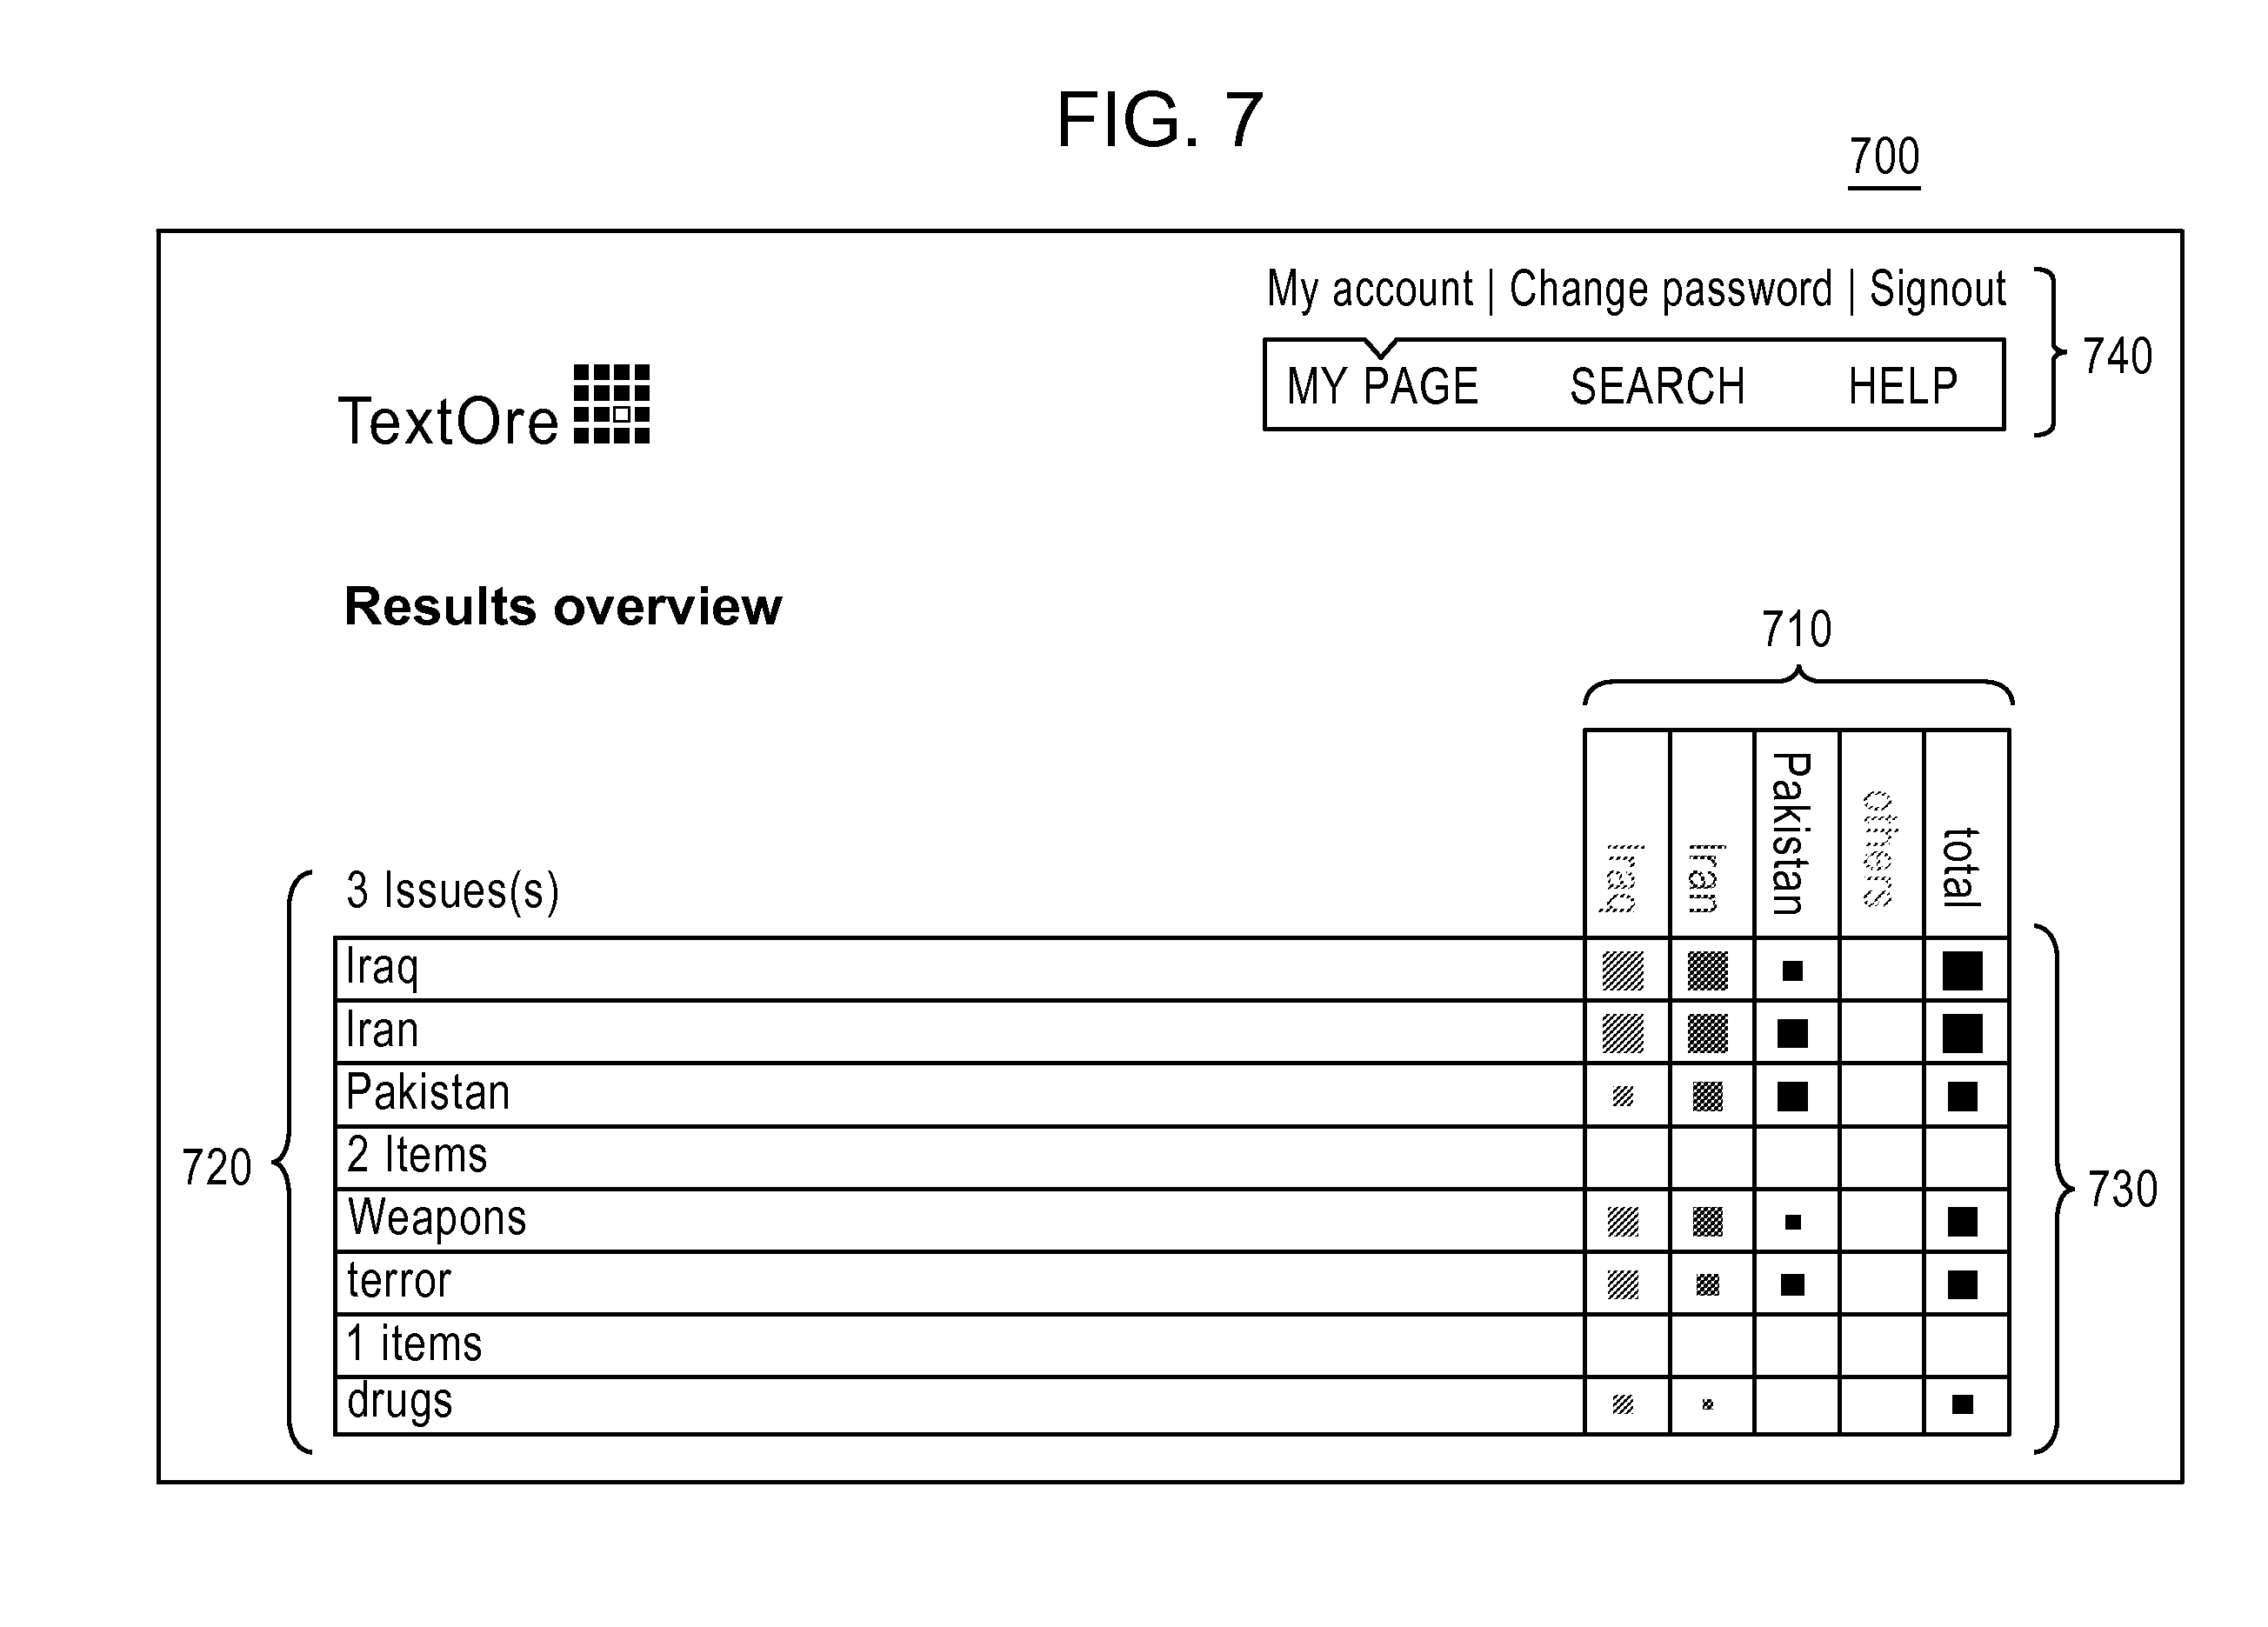 FIG. 7
700
My account | Change password | Signout
740
MY PAGE SEARCH HELP
TextOre
Results overview
710
Iraq Iran Pakistan others total
3 Issues(s)
Iraq
Iran
Pakistan
2 Items
720
730
Weapons
terror
1 items
drugs